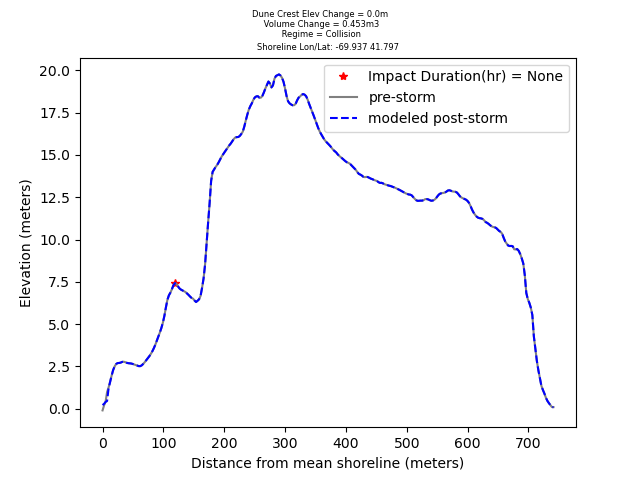 Dune Crest Elev Change = 0.0m
Volume Change = 0.453m3
Regime = Collision
Shoreline Lon/Lat: -69.937 41.797
Impact Duration(hr) = None
pre-storm
modeled post-storm
20.0
17.5
15.0
12.5
10.0
7.5
5.0
2.5
0.0
Elevation (meters)
0 100 200 300 400 500 600 700
Distance from mean shoreline (meters)